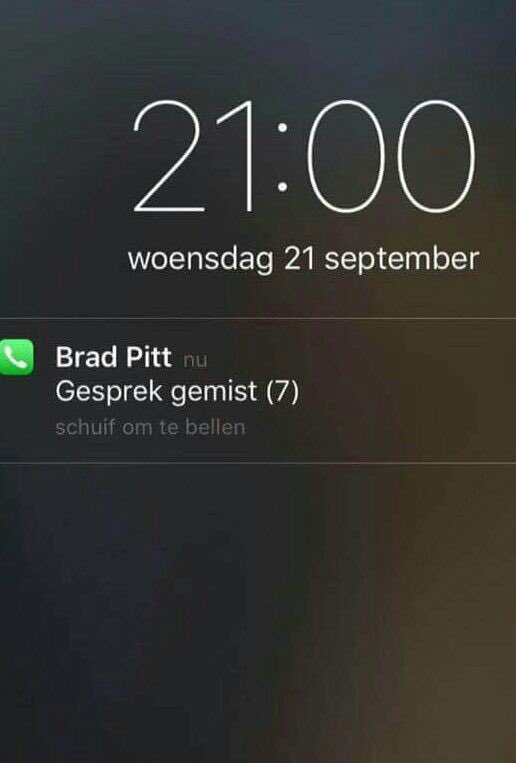 21:00
woensdag 21 september
Brad Pitt nu
Gesprek gemist (7)
schuif om te bellen